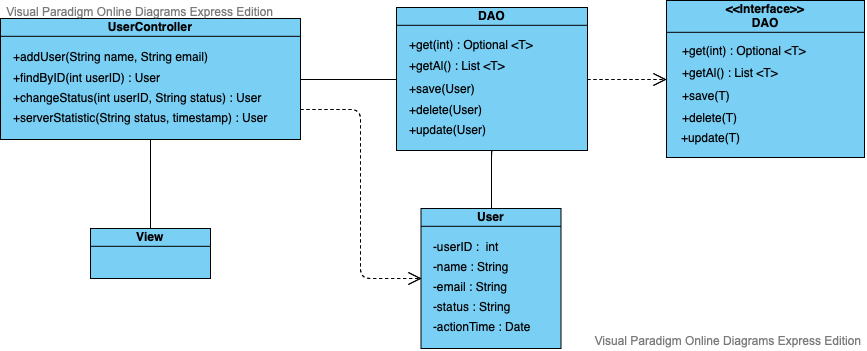 Visual Paradigm Online Diagrams Express Edition
UserController
+addUser(String name, String email)
+findByID(int userID) : User
+changeStatus(int userID, String status) : User
+serverStatistic(String status, timestamp) : User
DAO
+get(int) : Optional <T>
+getAl() : List <T>
+save(User)
+delete(User)
+update(User)
<<Interface>>
DAO
+get(int) : Optional <T>
+getAl() : List <T>
+save(T)
+delete(T)
+update(T)
View
User
-userID :  int
-name : String
-email : String
-status : String
-actionTime : Date
Visual Paradigm Online Diagrams Express Edition